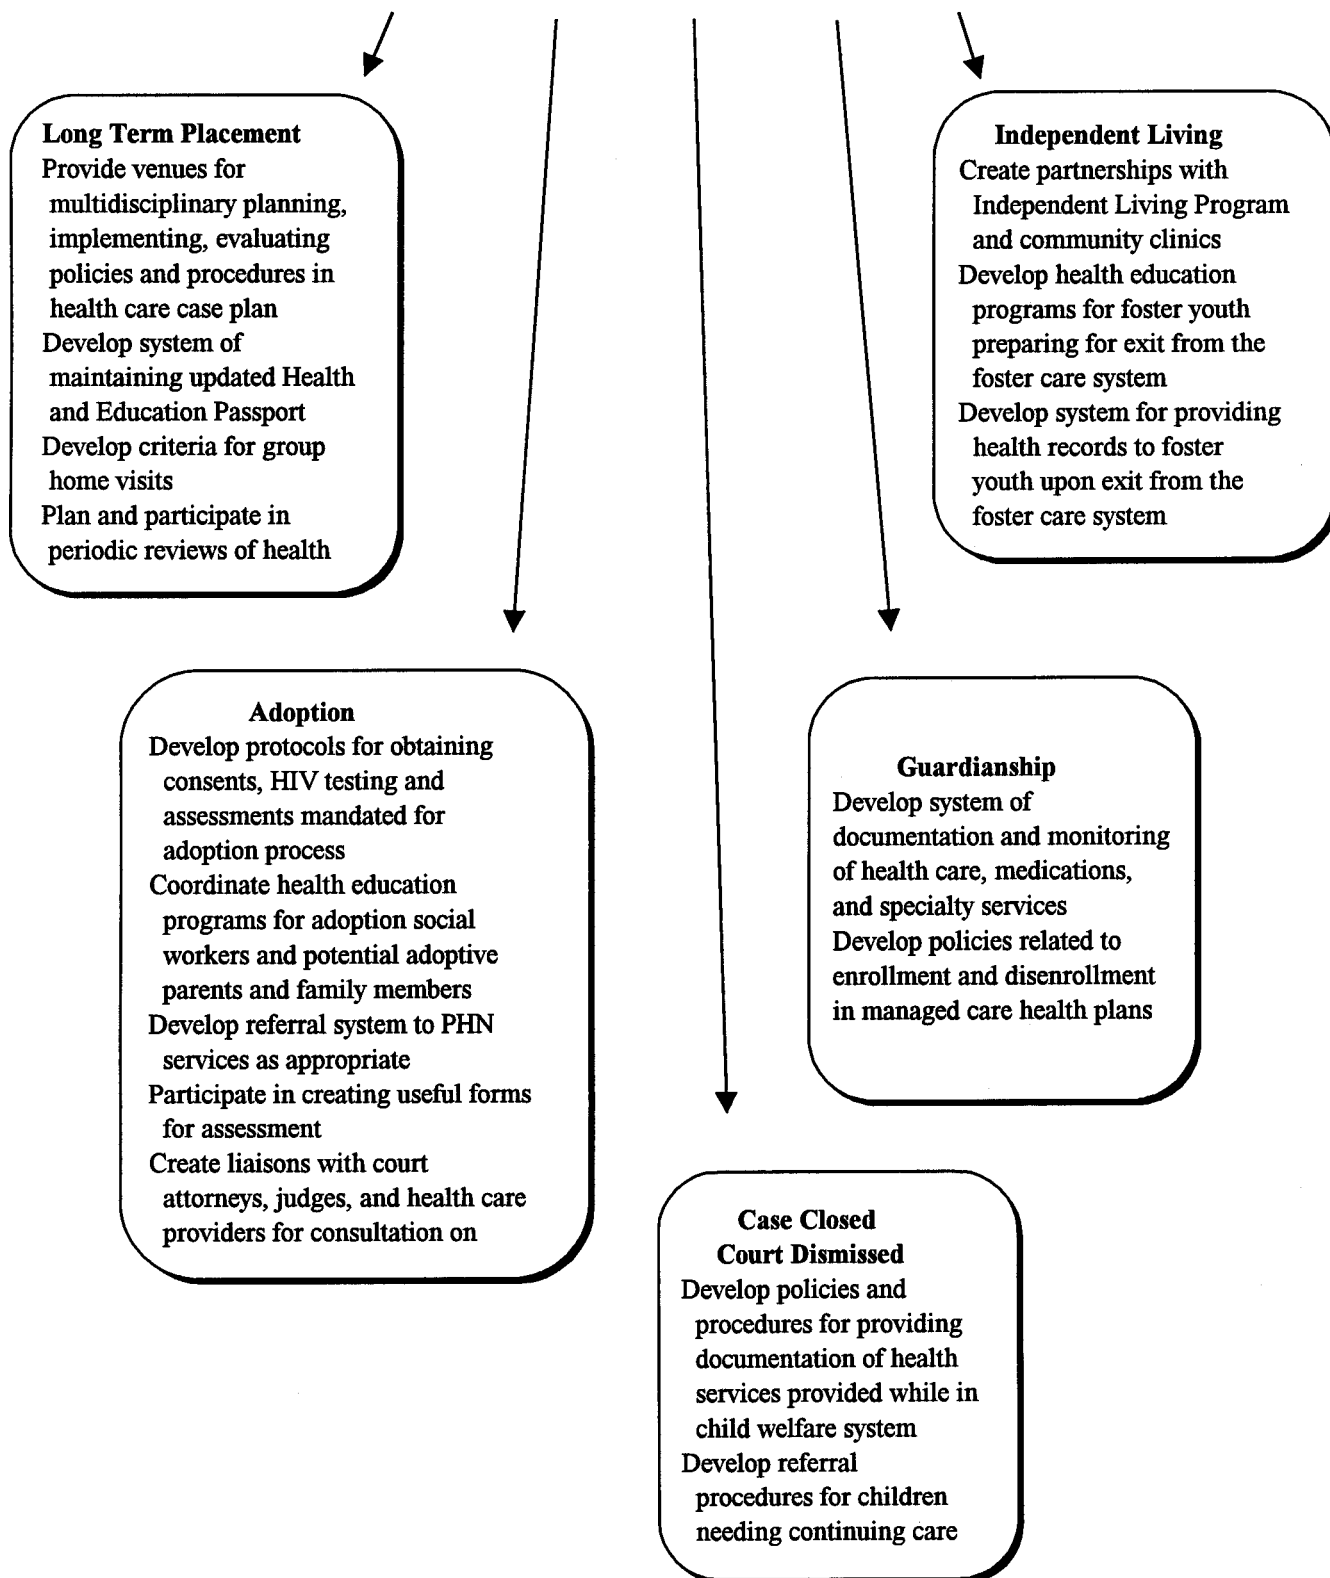 Long Term Placement
Provide venues for
multidisciplinary planning,
implementing, evaluating
policies and procedures in
health care case plan
Develop system of
maintaining updated Health
and Education Passport
Develop criteria for group
home visits
Plan and participate in
periodic reviews of health
Independent Living
Create partnerships with
Independent Living Program
and community clinics
Develop health education
programs for foster youth
preparing for exit from the
foster care system
Develop system for providing
health records to foster
youth upon exit from the
foster care system
Adoption
Develop protocols for obtaining
consents, HIV testing and
assessments mandated for
adoption process
Coordinate health education
programs for adoption social
workers and potential adoptive
parents and family members
Develop referral system to PHN
services as appropriate
Participate in creating useful forms
for assessment
Create liaisons with court
attorneys, judges, and health care
providers for consultation on
Guardianship
Develop system of
documentation and monitoring
of health care, medications,
and specialty services
Develop policies related to
enrollment and disenrollment
in managed care health plans
Case Closed
Court Dismissed
Develop policies and
procedures for providing
documentation of health
services provided while in
child welfare system
Develop referral
procedures for children
needing continuing care